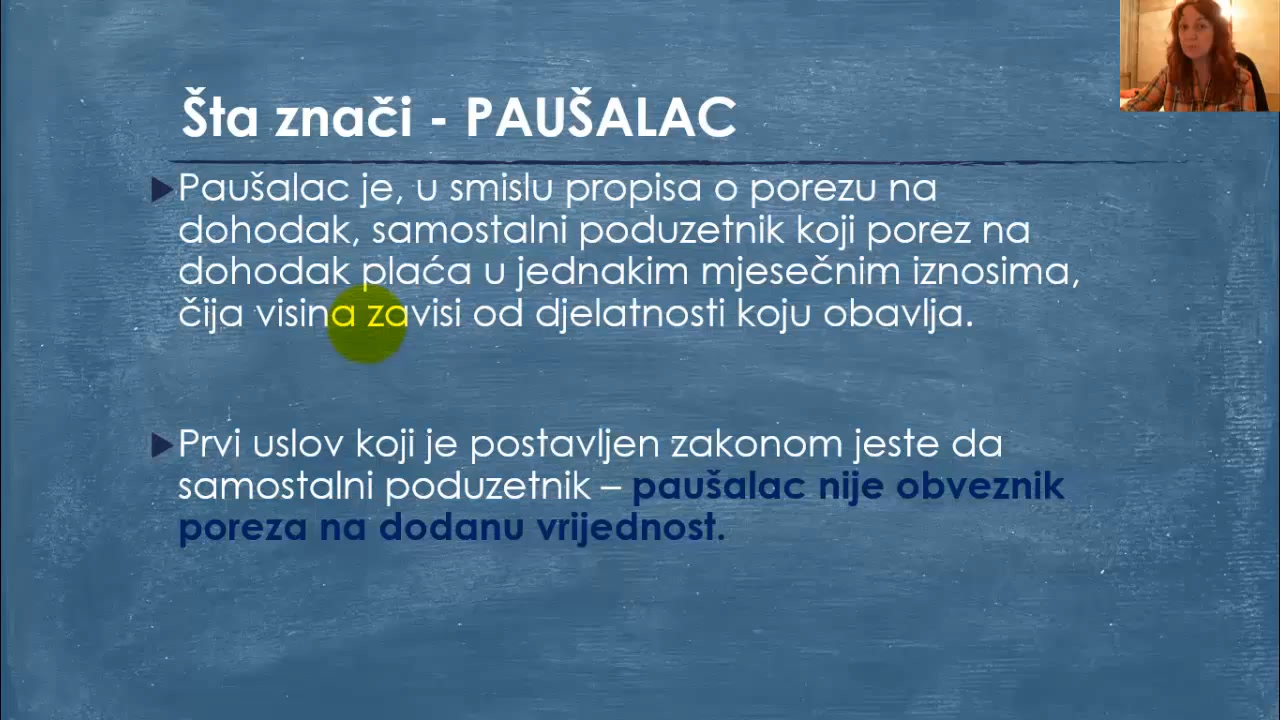 Šta znači - PAUŠALAC
Paušalac je, u smislu propisa o porezu na
dohodak, samostalni poduzetnik koji porez na
dohodak plaća u jednakim mjesečnim iznosima,
čija visina zavisi od djelatnosti koju obavlja.
Prvi uslov koji je postavljen zakonom jeste da
samostalni poduzetnik – paušalac nije obveznik
poreza na dodanu vrijednost.